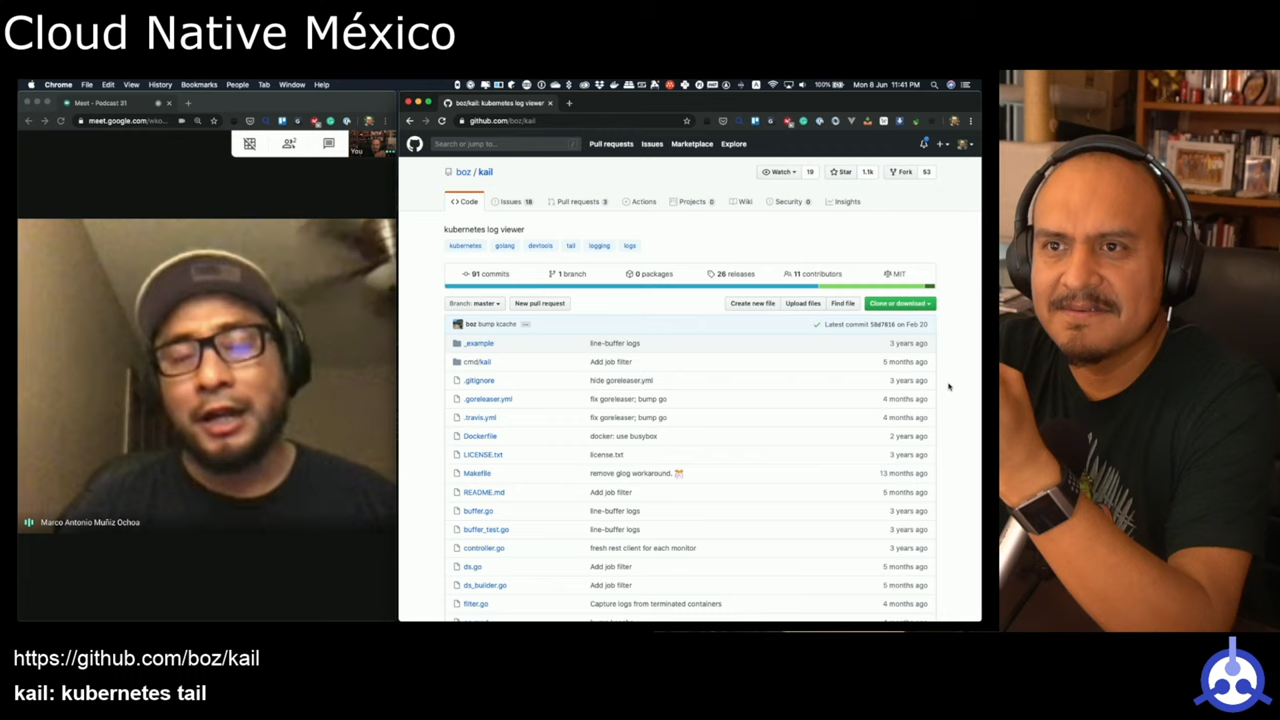 Cloud Native México
Chrome File Edit View History Bookmarks People Tab Window Help
100% Mon 8 Jun 11:41 PM
Meet - Podcast 31
meet.google.com/wko...
You
Marco Antonio Muñiz Ochoa
boz/kail: kubernetes log viewer
github.com/boz/kail
Search or jump to...
Pull requests Issues Marketplace Explore
boz / kail
Watch 19 Star 1.1k Fork 53
Code Issues 18 Pull requests 3 Actions Projects 0 Wiki Security 0 Insights
kubernetes log viewer
kubernetes golang devtools tail logging logs
91 commits 1 branch 0 packages 26 releases 11 contributors MIT
Branch: master New pull request Create new file Upload files Find file Clone or download
boz bump kcache Latest commit 58d7816 on Feb 20
_example line-buffer logs 3 years ago
cmd/kail Add job filter 5 months ago
.gitignore hide goreleaser.yml 3 years ago
.goreleaser.yml fix goreleaser; bump go 4 months ago
.travis.yml fix goreleaser; bump go 4 months ago
Dockerfile docker: use busybox 2 years ago
LICENSE.txt license.txt 3 years ago
Makefile remove glog workaround. 13 months ago
README.md Add job filter 5 months ago
buffer.go line-buffer logs 3 years ago
buffer_test.go line-buffer logs 3 years ago
controller.go fresh rest client for each monitor 3 years ago
ds.go Add job filter 5 months ago
ds_builder.go Add job filter 5 months ago
filter.go Capture logs from terminated containers 4 months ago
https://github.com/boz/kail
kail: kubernetes tail